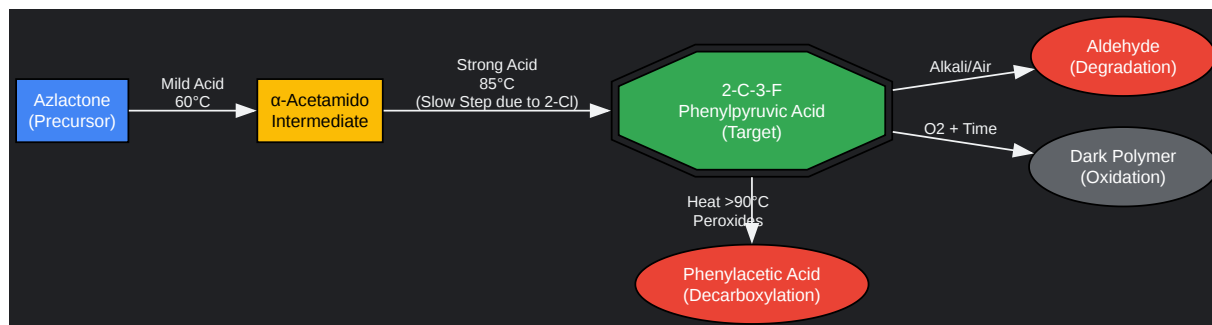 Azlactone
(Precursor)
Mild Acid
60°C
α-Acetamido
Intermediate
Strong Acid
85°C
(Slow Step due to 2-Cl)
2-C-3-F
Phenylpyruvic Acid
(Target)
Alkali/Air
Aldehyde
(Degradation)
O2 + Time
Dark Polymer
(Oxidation)
Heat >90°C
Peroxides
Phenylacetic Acid
(Decarboxylation)